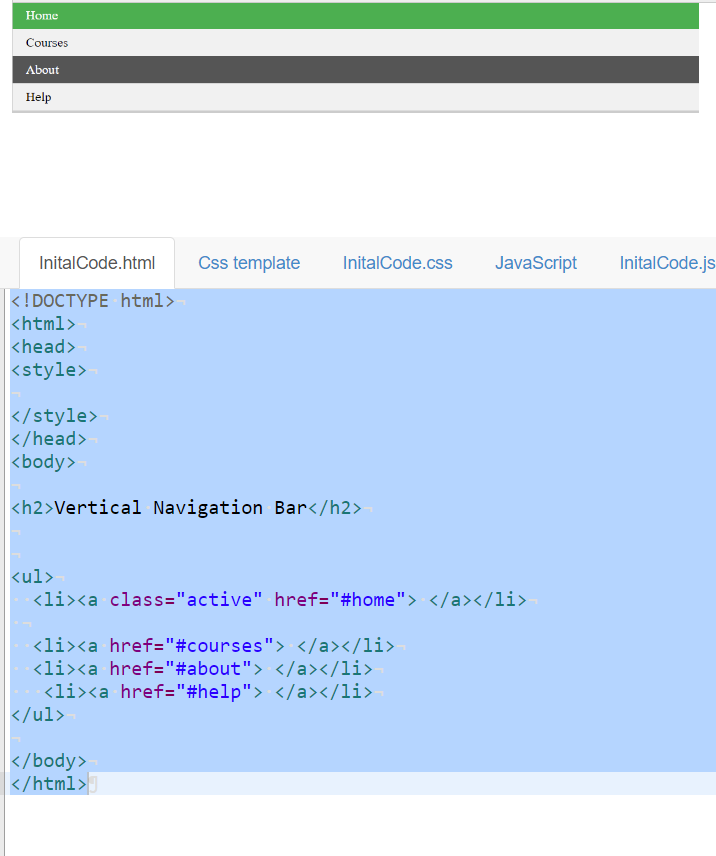 Home
Courses
About
Help
InitalCode.html Css template InitalCode.css JavaScript InitalCode.js
<!DOCTYPE html>
<html>
<head>
<style>
</style>
</head>
<body>
<h2>Vertical Navigation Bar</h2>
<ul>
<li><a class="active" href="#home"> </a></li>
<li><a href="#courses"> </a></li>
<li><a href="#about"> </a></li>
<li><a href="#help"> </a></li>
</ul>
</body>
</html>